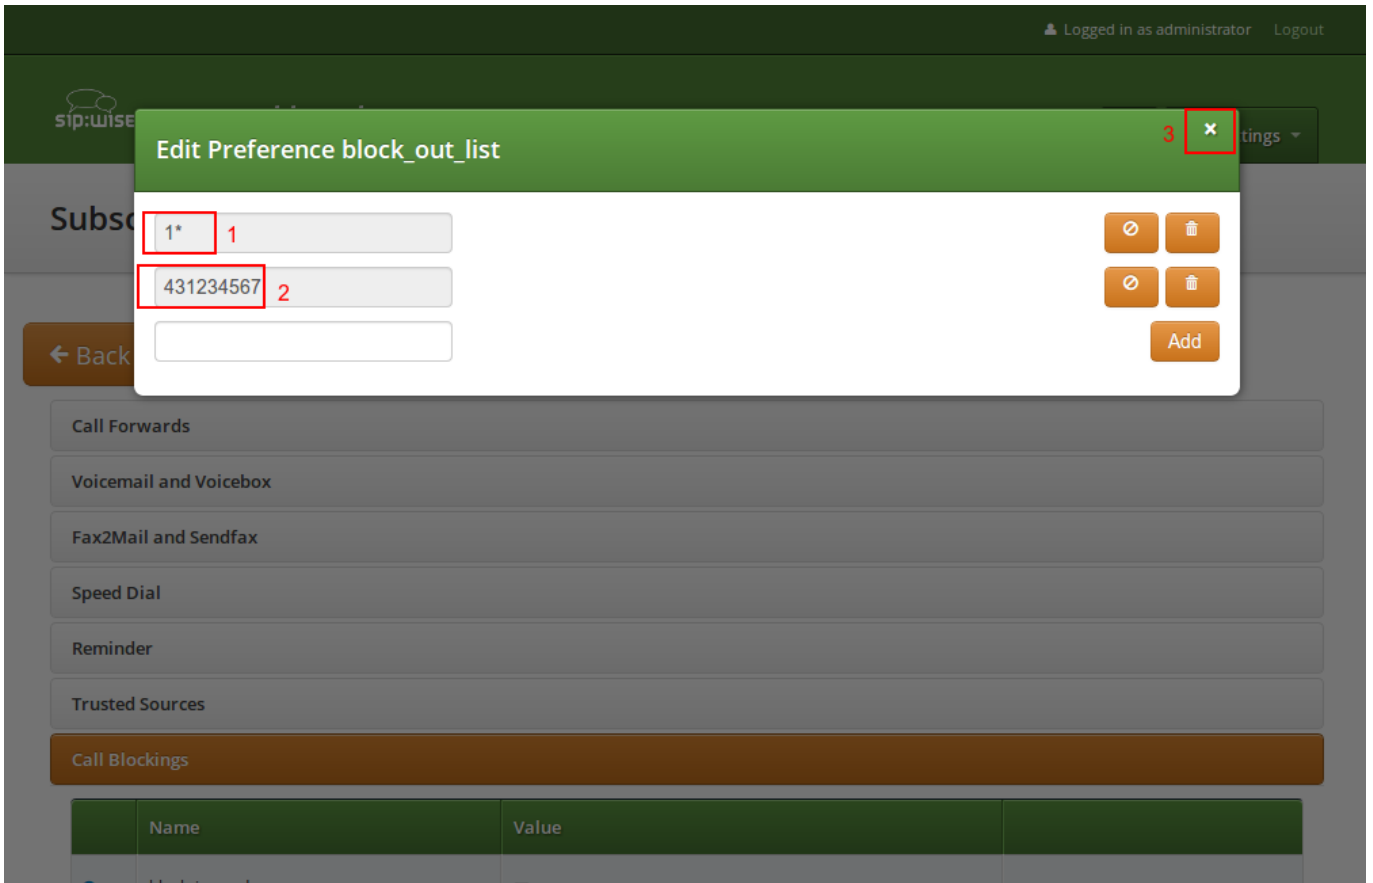 Logged in as administrator Logout
sip:wise
Edit Preference block_out_list
3
tings
Subsc
1*
1
431234567
2
Back
Add
Call Forwards
Voicemail and Voicebox
Fax2Mail and Sendfax
Speed Dial
Reminder
Trusted Sources
Call Blockings
Name Value